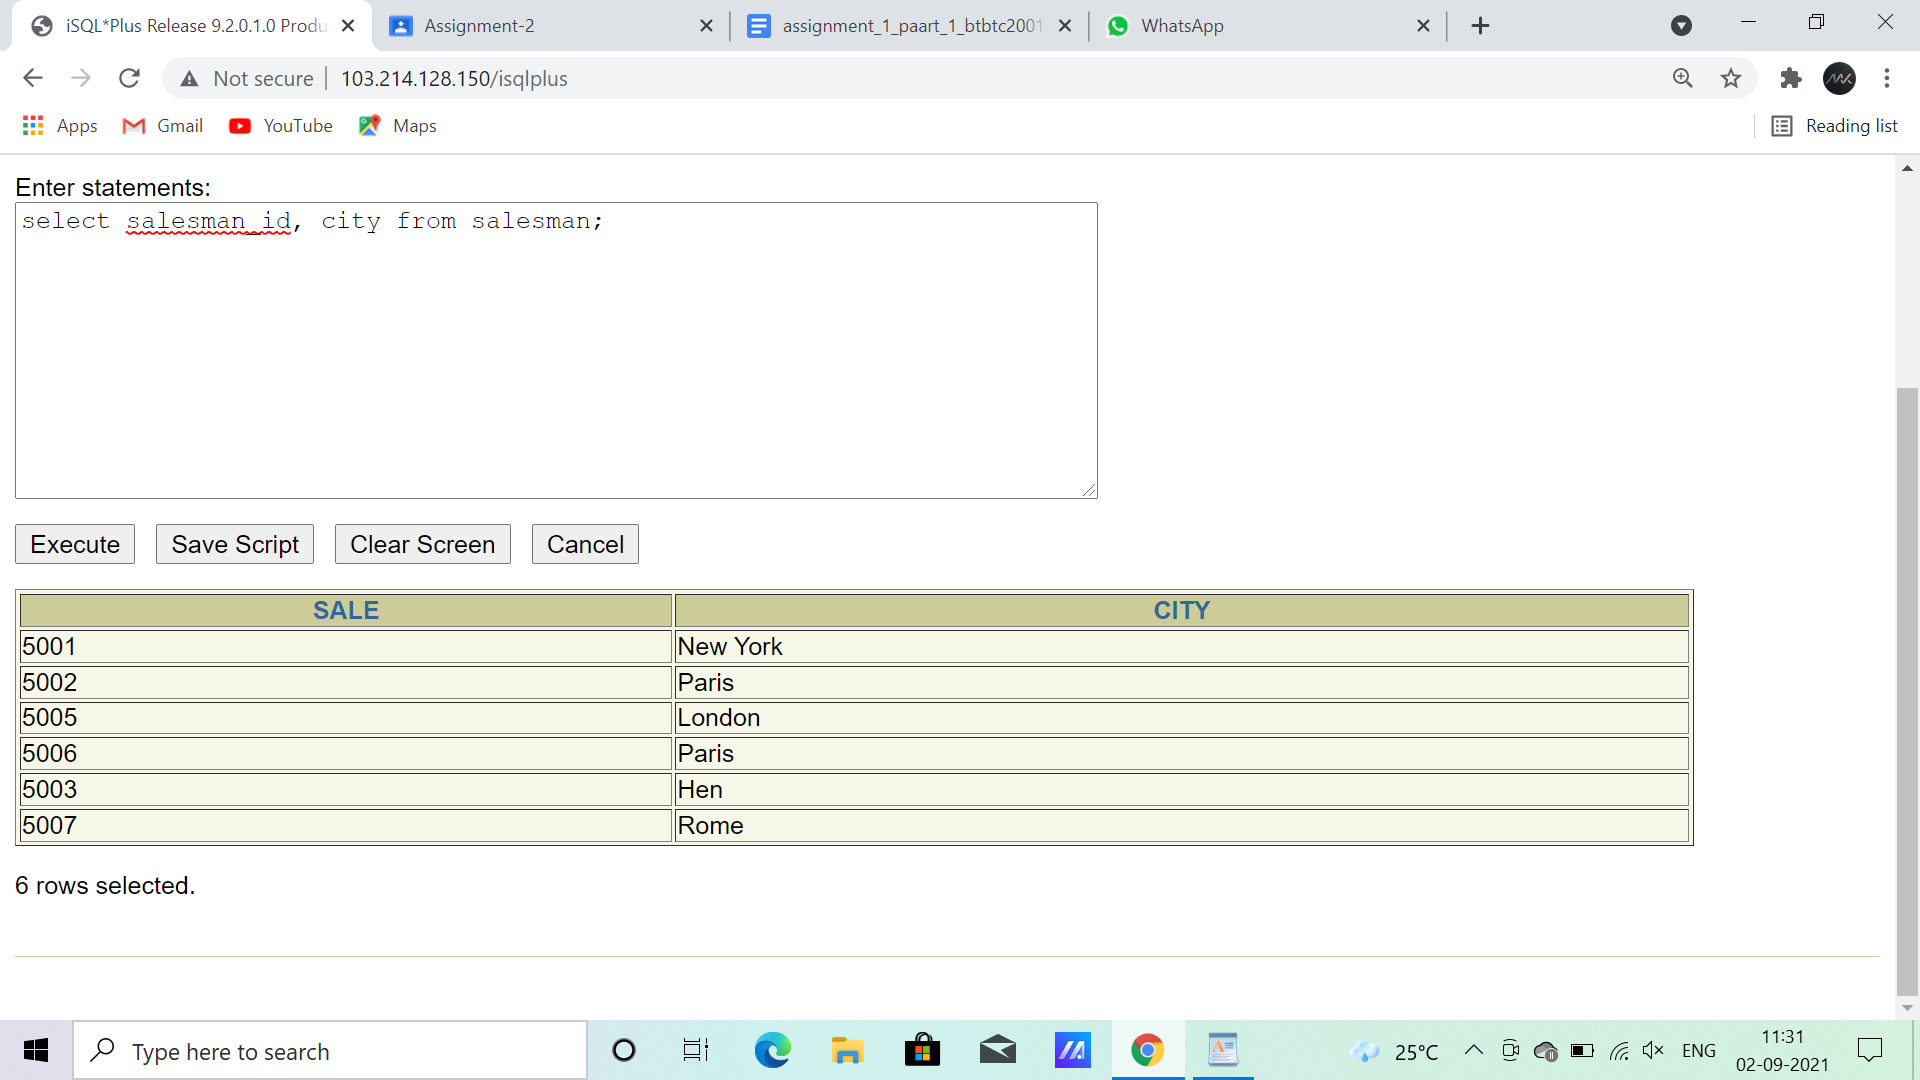 iSQL*Plus Release 9.2.0.1.0 Produ
Assignment-2
assignment_1_paart_1_btbtc2001
WhatsApp
Not secure
103.214.128.150/isqlplus
Apps
Gmail
YouTube
Maps
Reading list
Enter statements:
select salesman_id, city from salesman;
Execute
Save Script
Clear Screen
Cancel
SALE CITY
5001 New York
5002 Paris
5005 London
5006 Paris
5003 Hen
5007 Rome
6 rows selected.
Type here to search
25°C
ENG
11:31
02-09-2021